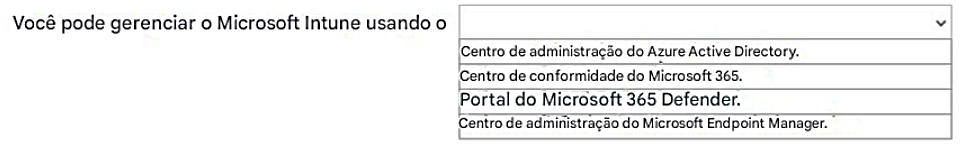 Você pode gerenciar o Microsoft Intune usando o
Centro de administração do Azure Active Directory.
Centro de conformidade do Microsoft 365.
Portal do Microsoft 365 Defender.
Centro de administração do Microsoft Endpoint Manager.